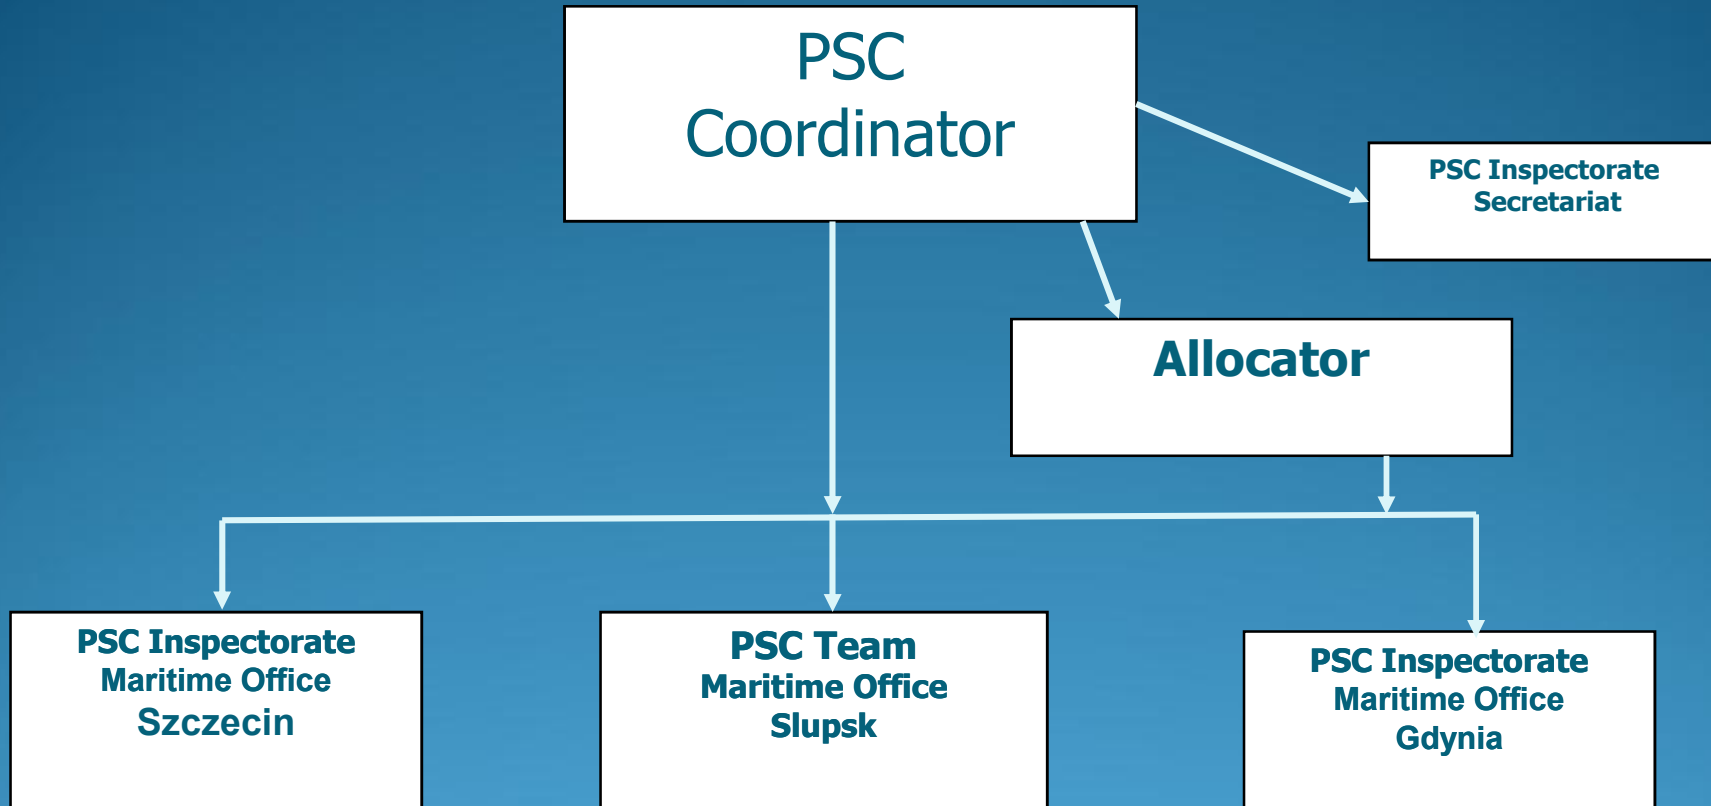 PSC
Coordinator
PSC Inspectorate
Secretariat
Allocator
PSC Inspectorate
Maritime Office
Szczecin
PSC Team
Maritime Office
Slupsk
PSC Inspectorate
Maritime Office
Gdynia